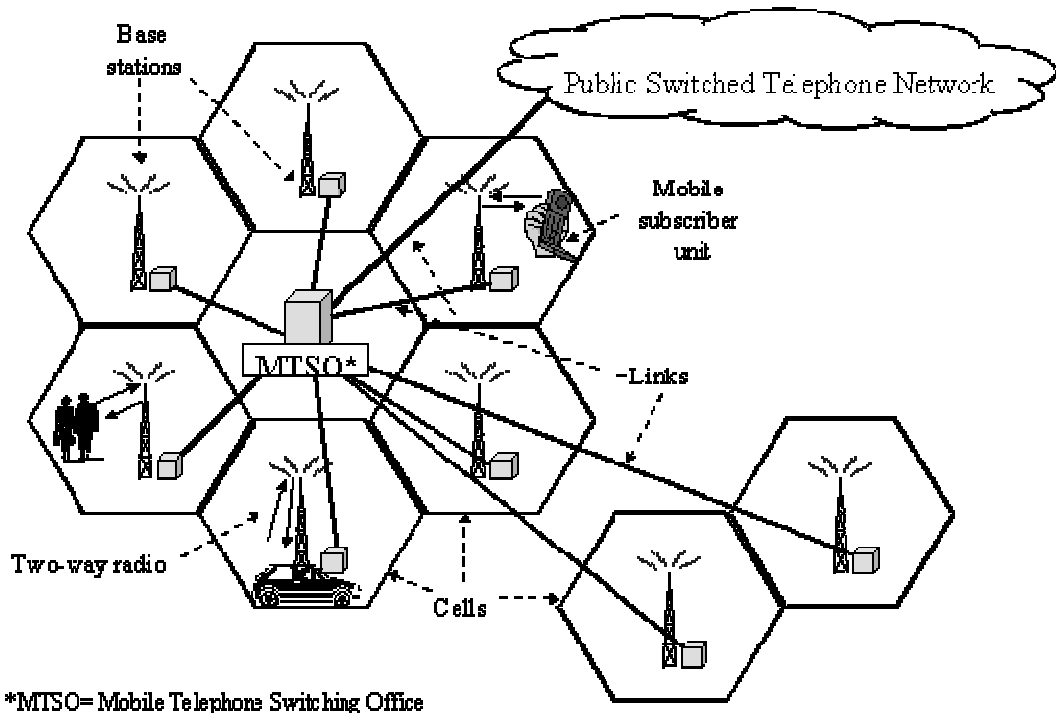 Base
stations
Public Switched Telephone Network
Mobile
subscriber
unit
MTSO*
Links
Two-way radio
Cells
*MTSO= Mobile Telephone Switching Office